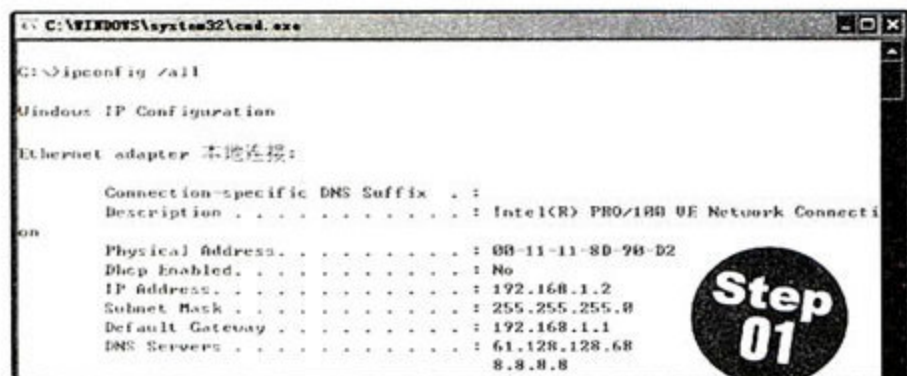 C:\WINDOWS\system32\cmd.exe
C:\>ipconfig /all
Windows IP Configuration
Ethernet adapter 本地连接:
Connection-specific DNS Suffix . :
Description . . . . . . . . . . . : Intel(R) PRO/100 VE Network Connecti
on
Physical Address. . . . . . . . . : 00-11-11-8D-90-D2
Dhcp Enabled. . . . . . . . . . . : No
IP Address. . . . . . . . . . . . : 192.168.1.2
Subnet Mask . . . . . . . . . . . : 255.255.255.0
Default Gateway . . . . . . . . . : 192.168.1.1
DNS Servers . . . . . . . . . . . : 61.128.128.68
8.8.8.8
Step
01